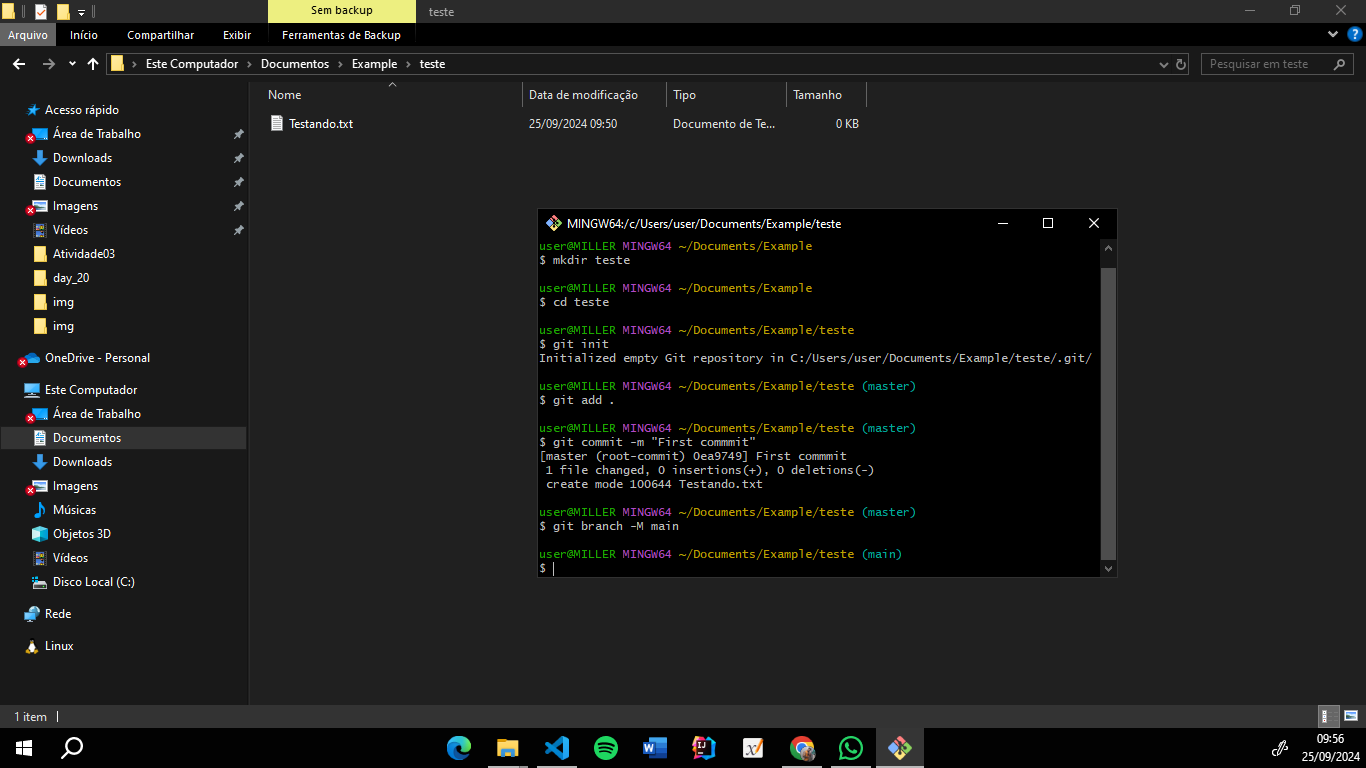 Sem backup
teste
Arquivo
Início
Compartilhar
Exibir
Ferramentas de Backup
Este Computador
Documentos
Example
teste
Pesquisar em teste
Nome
Data de modificação
Tipo
Tamanho
Testando.txt
25/09/2024 09:50
Documento de Te...
0 KB
Acesso rápido
Área de Trabalho
Downloads
Documentos
Imagens
Vídeos
Atividade03
day_20
img
img
OneDrive - Personal
Este Computador
Área de Trabalho
Documentos
Downloads
Imagens
Músicas
Objetos 3D
Vídeos
Disco Local (C:)
Rede
Linux
MINGW64:/c/Users/user/Documents/Example/teste
user@MILLER MINGW64 ~/Documents/Example
$ mkdir teste
user@MILLER MINGW64 ~/Documents/Example
$ cd teste
user@MILLER MINGW64 ~/Documents/Example/teste
$ git init
Initialized empty Git repository in C:/Users/user/Documents/Example/teste/.git/
user@MILLER MINGW64 ~/Documents/Example/teste (master)
$ git add .
user@MILLER MINGW64 ~/Documents/Example/teste (master)
$ git commit -m "First commmit"
[master (root-commit) 0ea9749] First commmit
1 file changed, 0 insertions(+), 0 deletions(-)
create mode 100644 Testando.txt
user@MILLER MINGW64 ~/Documents/Example/teste (master)
$ git branch -M main
user@MILLER MINGW64 ~/Documents/Example/teste (main)
$
1 item
09:56
25/09/2024